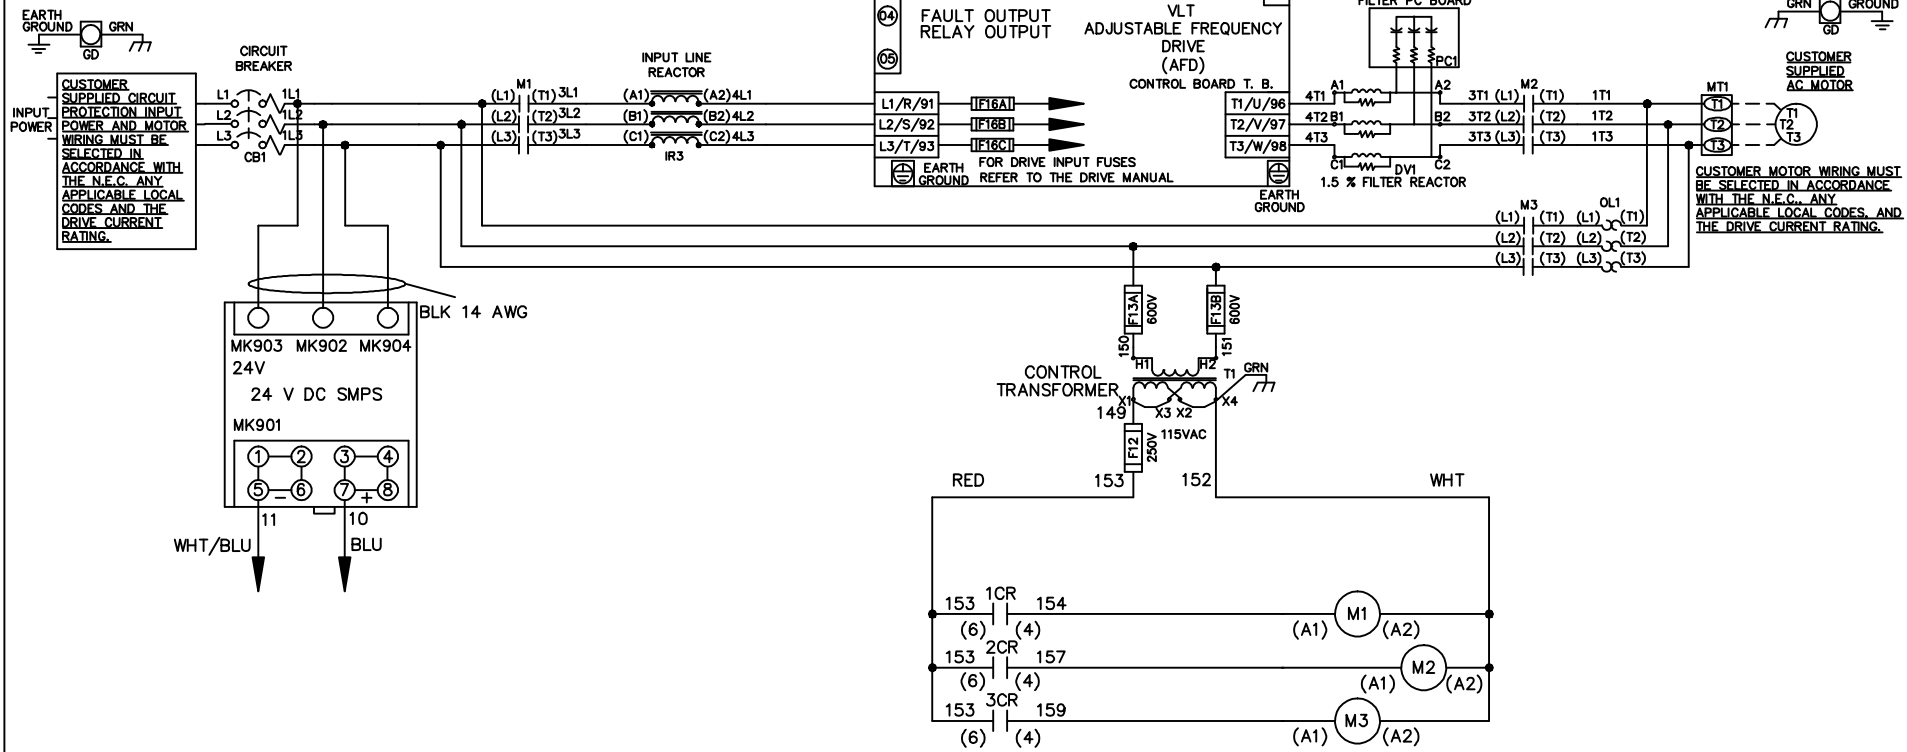 EARTH
GROUND
GRN
GD
CIRCUIT
BREAKER
INPUT LINE
REACTOR
04
05
FAULT OUTPUT
RELAY OUTPUT
VLT
ADJUSTABLE FREQUENCY
DRIVE
(AFD)
CONTROL BOARD T. B.
FILTER PC BOARD
PC1
GRN
GROUND
GD
CUSTOMER
SUPPLIED
AC MOTOR
INPUT
POWER
CUSTOMER
SUPPLIED CIRCUIT
PROTECTION INPUT
POWER AND MOTOR
WIRING MUST BE
SELECTED IN
ACCORDANCE WITH
THE N.E.C. ANY
APPLICABLE LOCAL
CODES AND THE
DRIVE CURRENT
RATING.
L1 1L1
L2 1L2
L3 1L3
CB1
M1
(L1) (T1) 3L1
(L2) (T2) 3L2
(L3) (T3) 3L3
(A1) (A2) 4L1
(B1) (B2) 4L2
(C1) (C2) 4L3
IR3
L1/R/91 F16A
L2/S/92 F16B
L3/T/93 F16C
EARTH
GROUND
FOR DRIVE INPUT FUSES
REFER TO THE DRIVE MANUAL
T1/U/96 4T1
T2/V/97 4T2
T3/W/98 4T3
EARTH
GROUND
A1 A2
B1 B2
C1 C2
DV1
1.5 % FILTER REACTOR
M2
3T1 (L1) (T1) 1T1
3T2 (L2) (T2) 1T2
3T3 (L3) (T3) 1T3
MT1
T1
T2
T3
T1
T2
T3
CUSTOMER MOTOR WIRING MUST
BE SELECTED IN ACCORDANCE
WITH THE N.E.C., ANY
APPLICABLE LOCAL CODES, AND
THE DRIVE CURRENT RATING.
M3 OL1
(L1) (T1) (L1) (T1)
(L2) (T2) (L2) (T2)
(L3) (T3) (L3) (T3)
BLK 14 AWG
MK903 MK902 MK904
24V
24 V DC SMPS
MK901
1 2 3 4
5 - 6 7 + 8
11 10
WHT/BLU BLU
F13A
600V
F13B
600V
150
151
H1 H2
CONTROL
TRANSFORMER
T1
GRN
X1 X3 X2 X4
149
115VAC
F12
250V
RED 153 152 WHT
1CR
153 154
(6) (4)
M1
(A1) (A2)
2CR
153 157
(6) (4)
M2
(A1) (A2)
3CR
153 159
(6) (4)
M3
(A1) (A2)